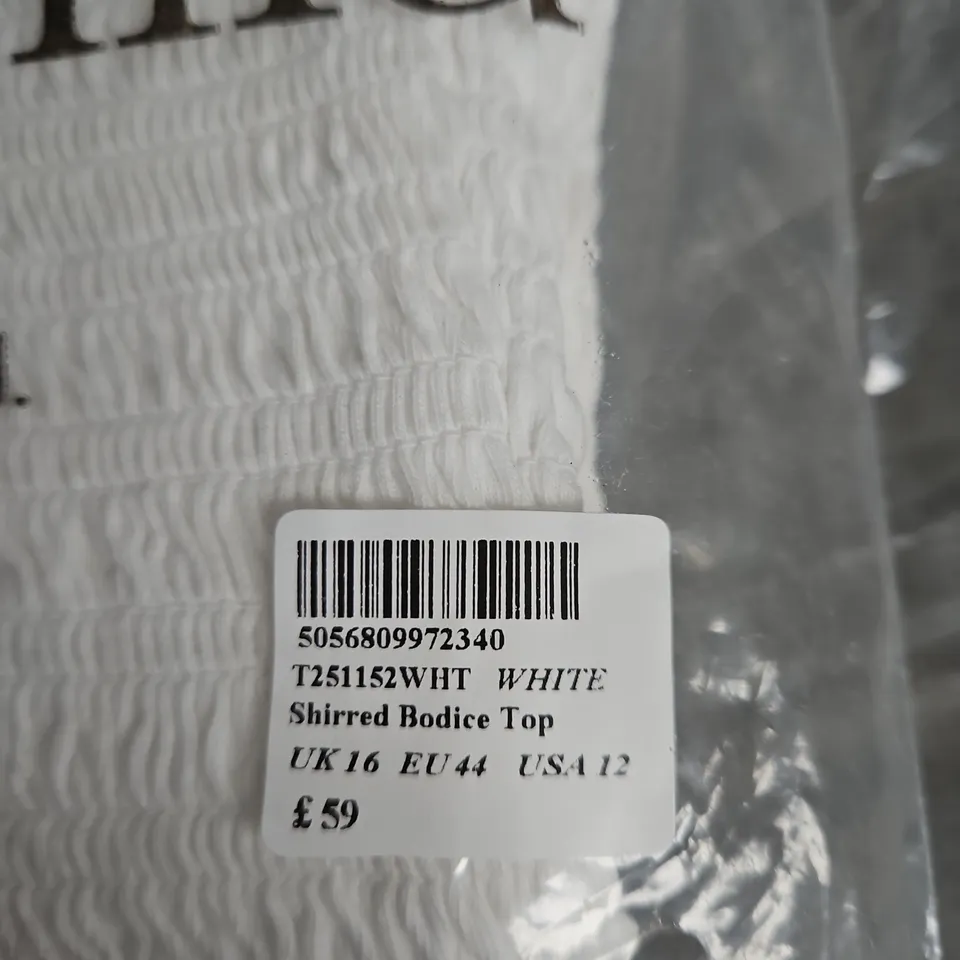 5056809972340
T251152WHT WHITE
Shirred Bodice Top
UK 16 EU 44 USA 12
£ 59